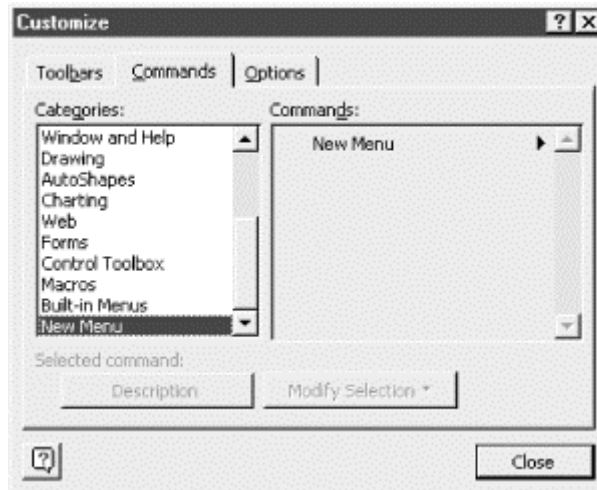 Customize
Toolbars Commands Options
Categories:
Commands:
Window and Help
Drawing
AutoShapes
Charting
Web
Forms
Control Toolbox
Macros
Built-in Menus
New Menu
New Menu
Selected command:
Description
Modify Selection
Close